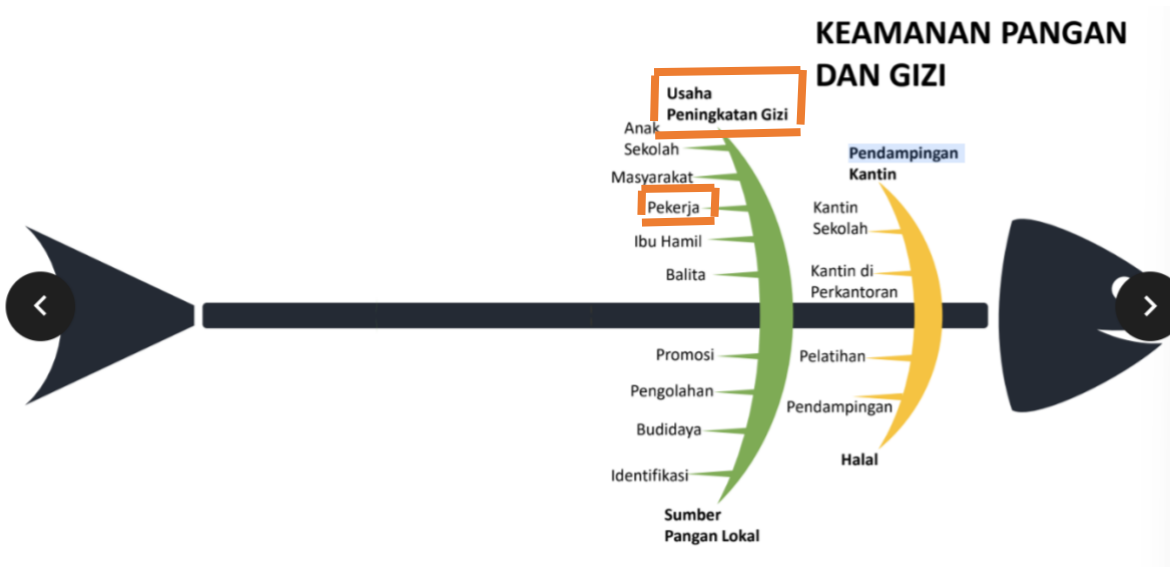 KEAMANAN PANGAN
DAN GIZI
Usaha
Peningkatan Gizi
Anak
Sekolah
Masyarakat
Pekerja
Ibu Hamil
Balita
Pendampingan
Kantin
Kantin
Sekolah
Kantin di
Perkantoran
Promosi
Pengolahan
Budidaya
Identifikasi
Sumber
Pangan Lokal
Pelatihan
Pendampingan
Halal